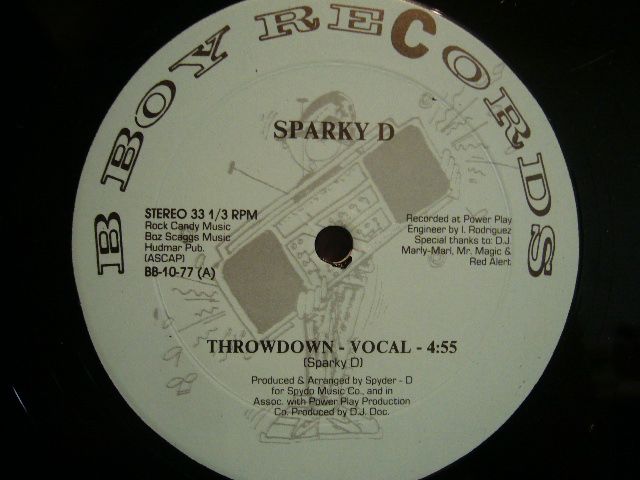 B BOY RECORDS
SPARKY D
STEREO 33 1/3 RPM
Rock Candy Music
Boz Scaggs Music
Hudmar Pub.
(ASCAP)
BB-10-77 (A)
Recorded at Power Play
Engineer by I. Rodriguez
Special thanks to: D.J.
Marly-Marl, Mr. Magic &
Red Alert
THROWDOWN - VOCAL - 4:55
(Sparky D)
Produced & Arranged by Spyder - D
for Spydo Music Co., and in
Assoc. with Power Play Production
Co. Produced by D.J. Doc.